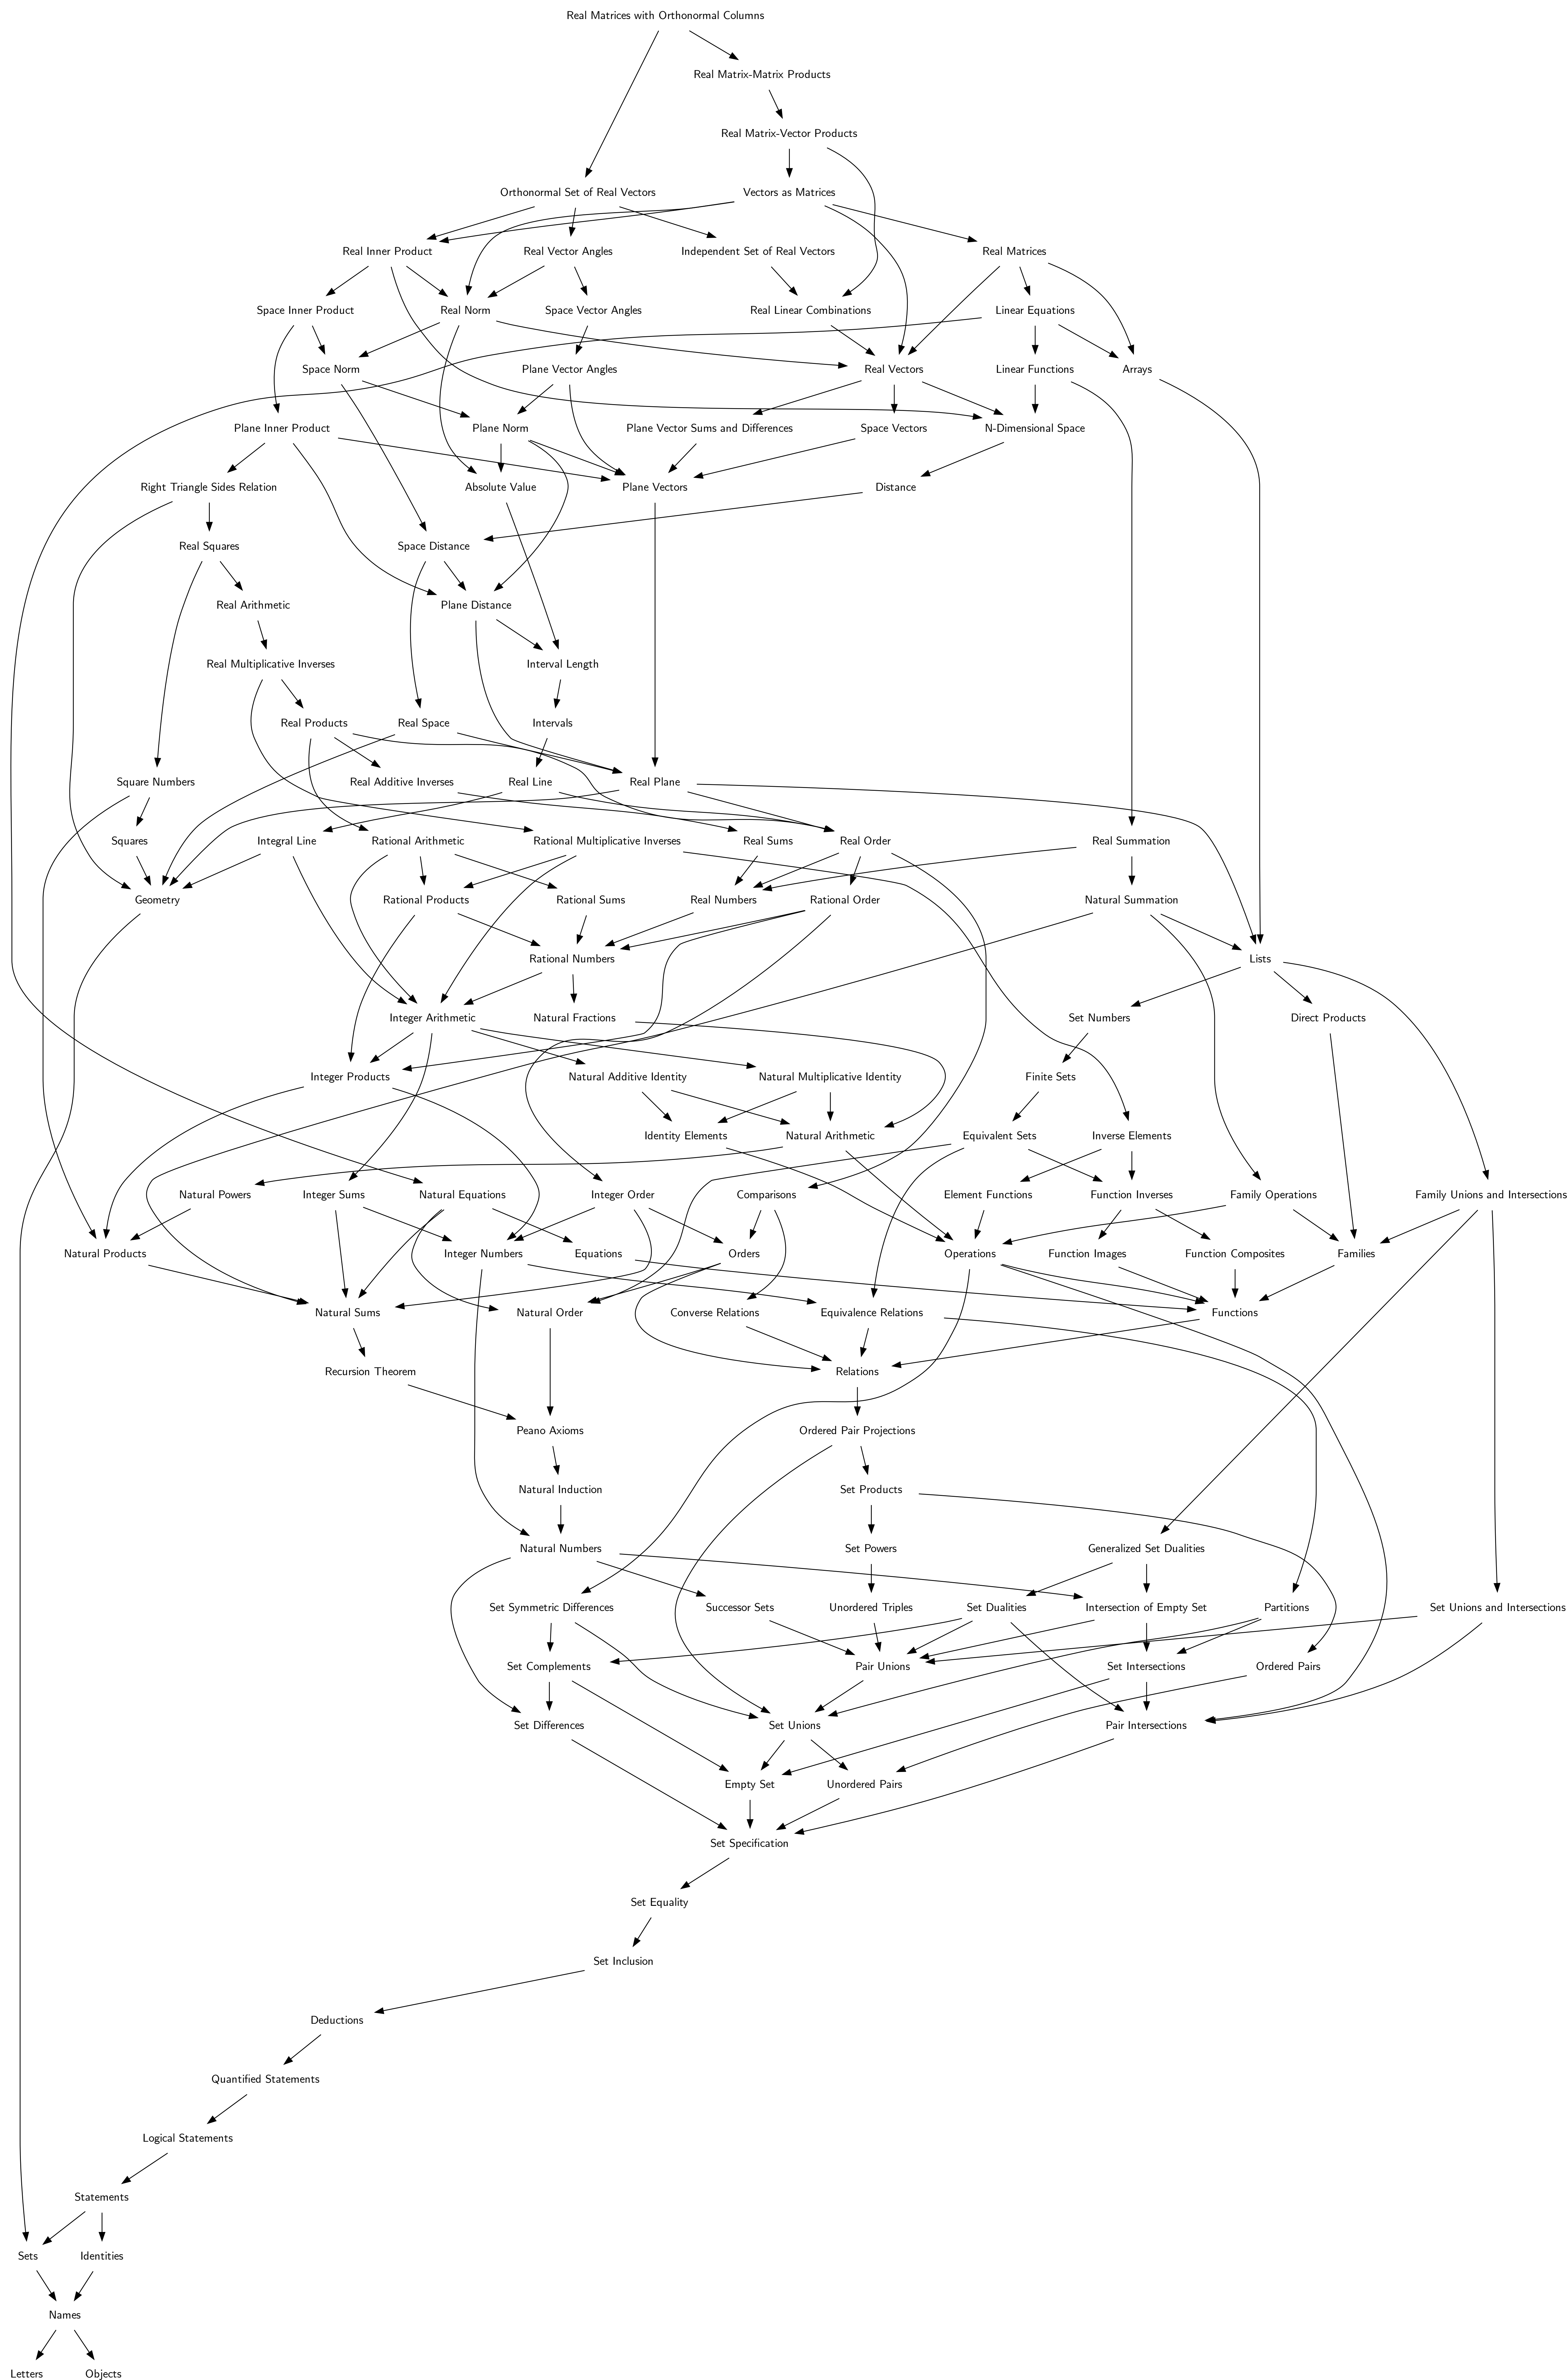 Real Matrices with Orthonormal Columns
Real Matrix-Matrix Products
Real Matrix-Vector Products
Orthonormal Set of Real Vectors
Vectors as Matrices
Real Inner Product
Real Vector Angles
Independent Set of Real Vectors
Real Matrices
Space Inner Product
Real Norm
Space Vector Angles
Real Linear Combinations
Linear Equations
Space Norm
Plane Vector Angles
Real Vectors
Linear Functions
Arrays
Plane Inner Product
Plane Norm
Plane Vector Sums and Differences
Space Vectors
N-Dimensional Space
Right Triangle Sides Relation
Absolute Value
Plane Vectors
Distance
Real Squares
Space Distance
Real Arithmetic
Plane Distance
Real Multiplicative Inverses
Interval Length
Real Products
Real Space
Intervals
Square Numbers
Real Additive Inverses
Real Line
Real Plane
Squares
Integral Line
Rational Arithmetic
Rational Multiplicative Inverses
Real Sums
Real Order
Real Summation
Geometry
Rational Products
Rational Sums
Real Numbers
Rational Order
Natural Summation
Rational Numbers
Lists
Integer Arithmetic
Natural Fractions
Set Numbers
Direct Products
Integer Products
Natural Additive Identity
Natural Multiplicative Identity
Finite Sets
Identity Elements
Natural Arithmetic
Equivalent Sets
Inverse Elements
Natural Powers
Integer Sums
Natural Equations
Integer Order
Comparisons
Element Functions
Function Inverses
Family Operations
Family Unions and Intersections
Natural Products
Integer Numbers
Equations
Orders
Operations
Function Images
Function Composites
Families
Natural Sums
Natural Order
Converse Relations
Equivalence Relations
Functions
Recursion Theorem
Relations
Peano Axioms
Ordered Pair Projections
Natural Induction
Set Products
Natural Numbers
Set Powers
Generalized Set Dualities
Set Symmetric Differences
Successor Sets
Unordered Triples
Set Dualities
Intersection of Empty Set
Partitions
Set Unions and Intersections
Set Complements
Pair Unions
Set Intersections
Ordered Pairs
Set Differences
Set Unions
Pair Intersections
Empty Set
Unordered Pairs
Set Specification
Set Equality
Set Inclusion
Deductions
Quantified Statements
Logical Statements
Statements
Sets
Identities
Names
Letters
Objects